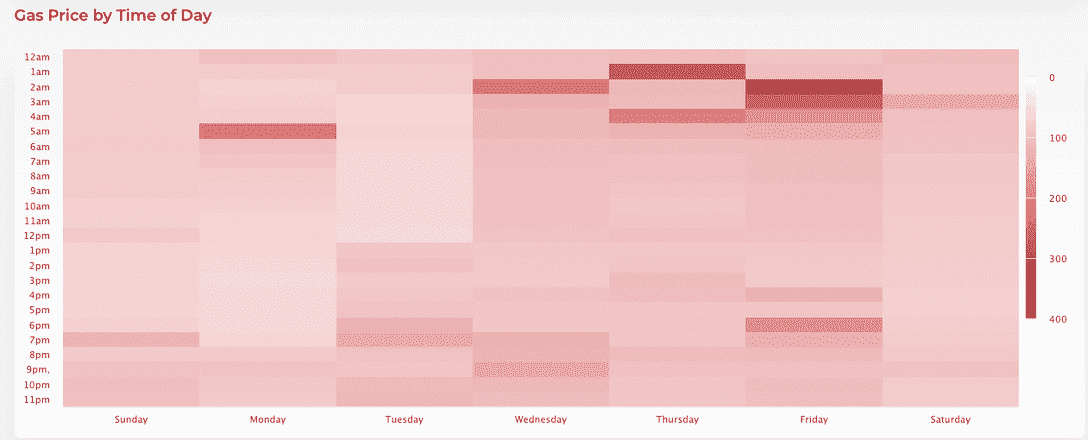 Gas Price by Time of Day
12am
1am
2am
3am
4am
5am
6am
7am
8am
9am
10am
11am
12pm
1pm
2pm
3pm
4pm
5pm
6pm
7pm
8pm
9pm,
10pm
11pm
Sunday Monday Tuesday Wednesday Thursday Friday Saturday
0
100
200
300
400